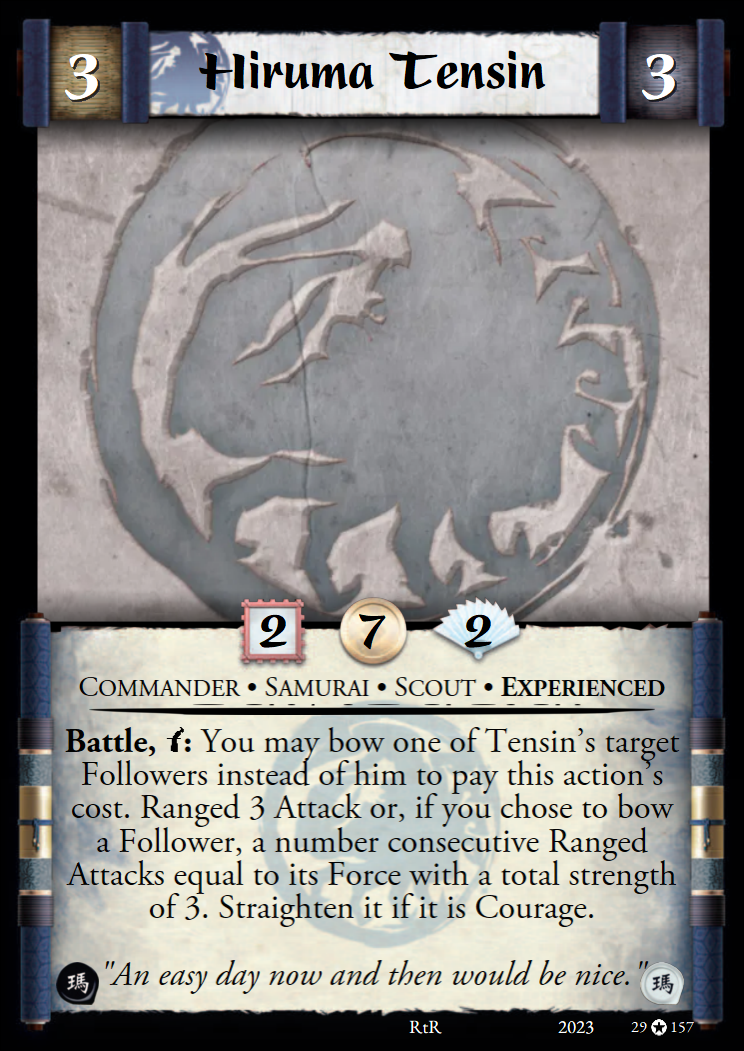 3 Hiruma Tensin 3
2 7 2
COMMANDER • SAMURAI • SCOUT • EXPERIENCED
Battle, : You may bow one of Tensin's target
Followers instead of him to pay this action's
cost. Ranged 3 Attack or, if you chose to bow
a Follower, a number consecutive Ranged
Attacks equal to its Force with a total strength
of 3. Straighten it if it is Courage.
瑪 "An easy day now and then would be nice." 瑪
RtR 2023 29 157